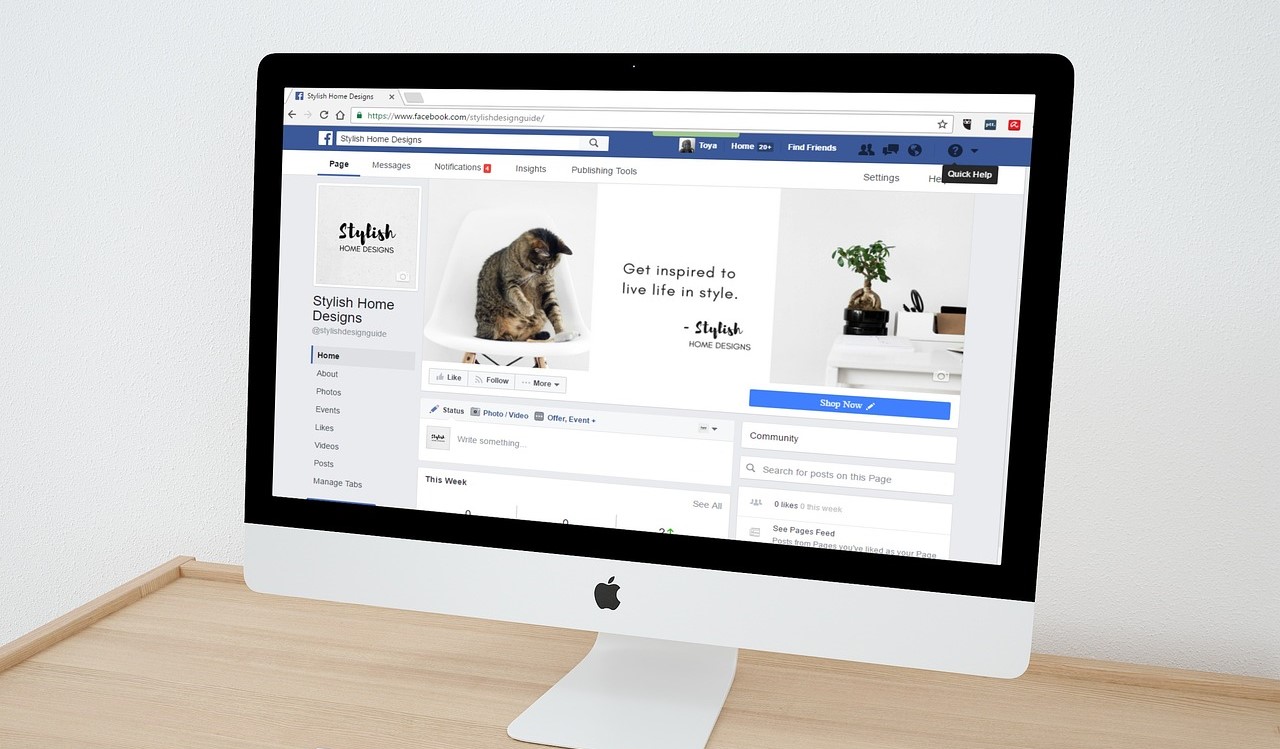 Stylish Home Designs
https://www.facebook.com/stylishdesignguide/
Stylish Home Designs
Toya Home 20+ Find Friends
Page Messages Notifications 4 Insights Publishing Tools Settings
Quick Help
Stylish
HOME DESIGNS
Stylish Home
Designs
@stylishdesignguide
Home
About
Photos
Events
Likes
Videos
Posts
Manage Tabs
Get inspired to
live life in style.
- Stylish
HOME DESIGNS
Like Follow More
Shop Now
Status Photo / Video Offer, Event +
Stylish
Write something...
This Week
See All
Community
Search for posts on this Page
0 likes 0 this week
See Pages Feed
Posts from Pages you've liked as your Page